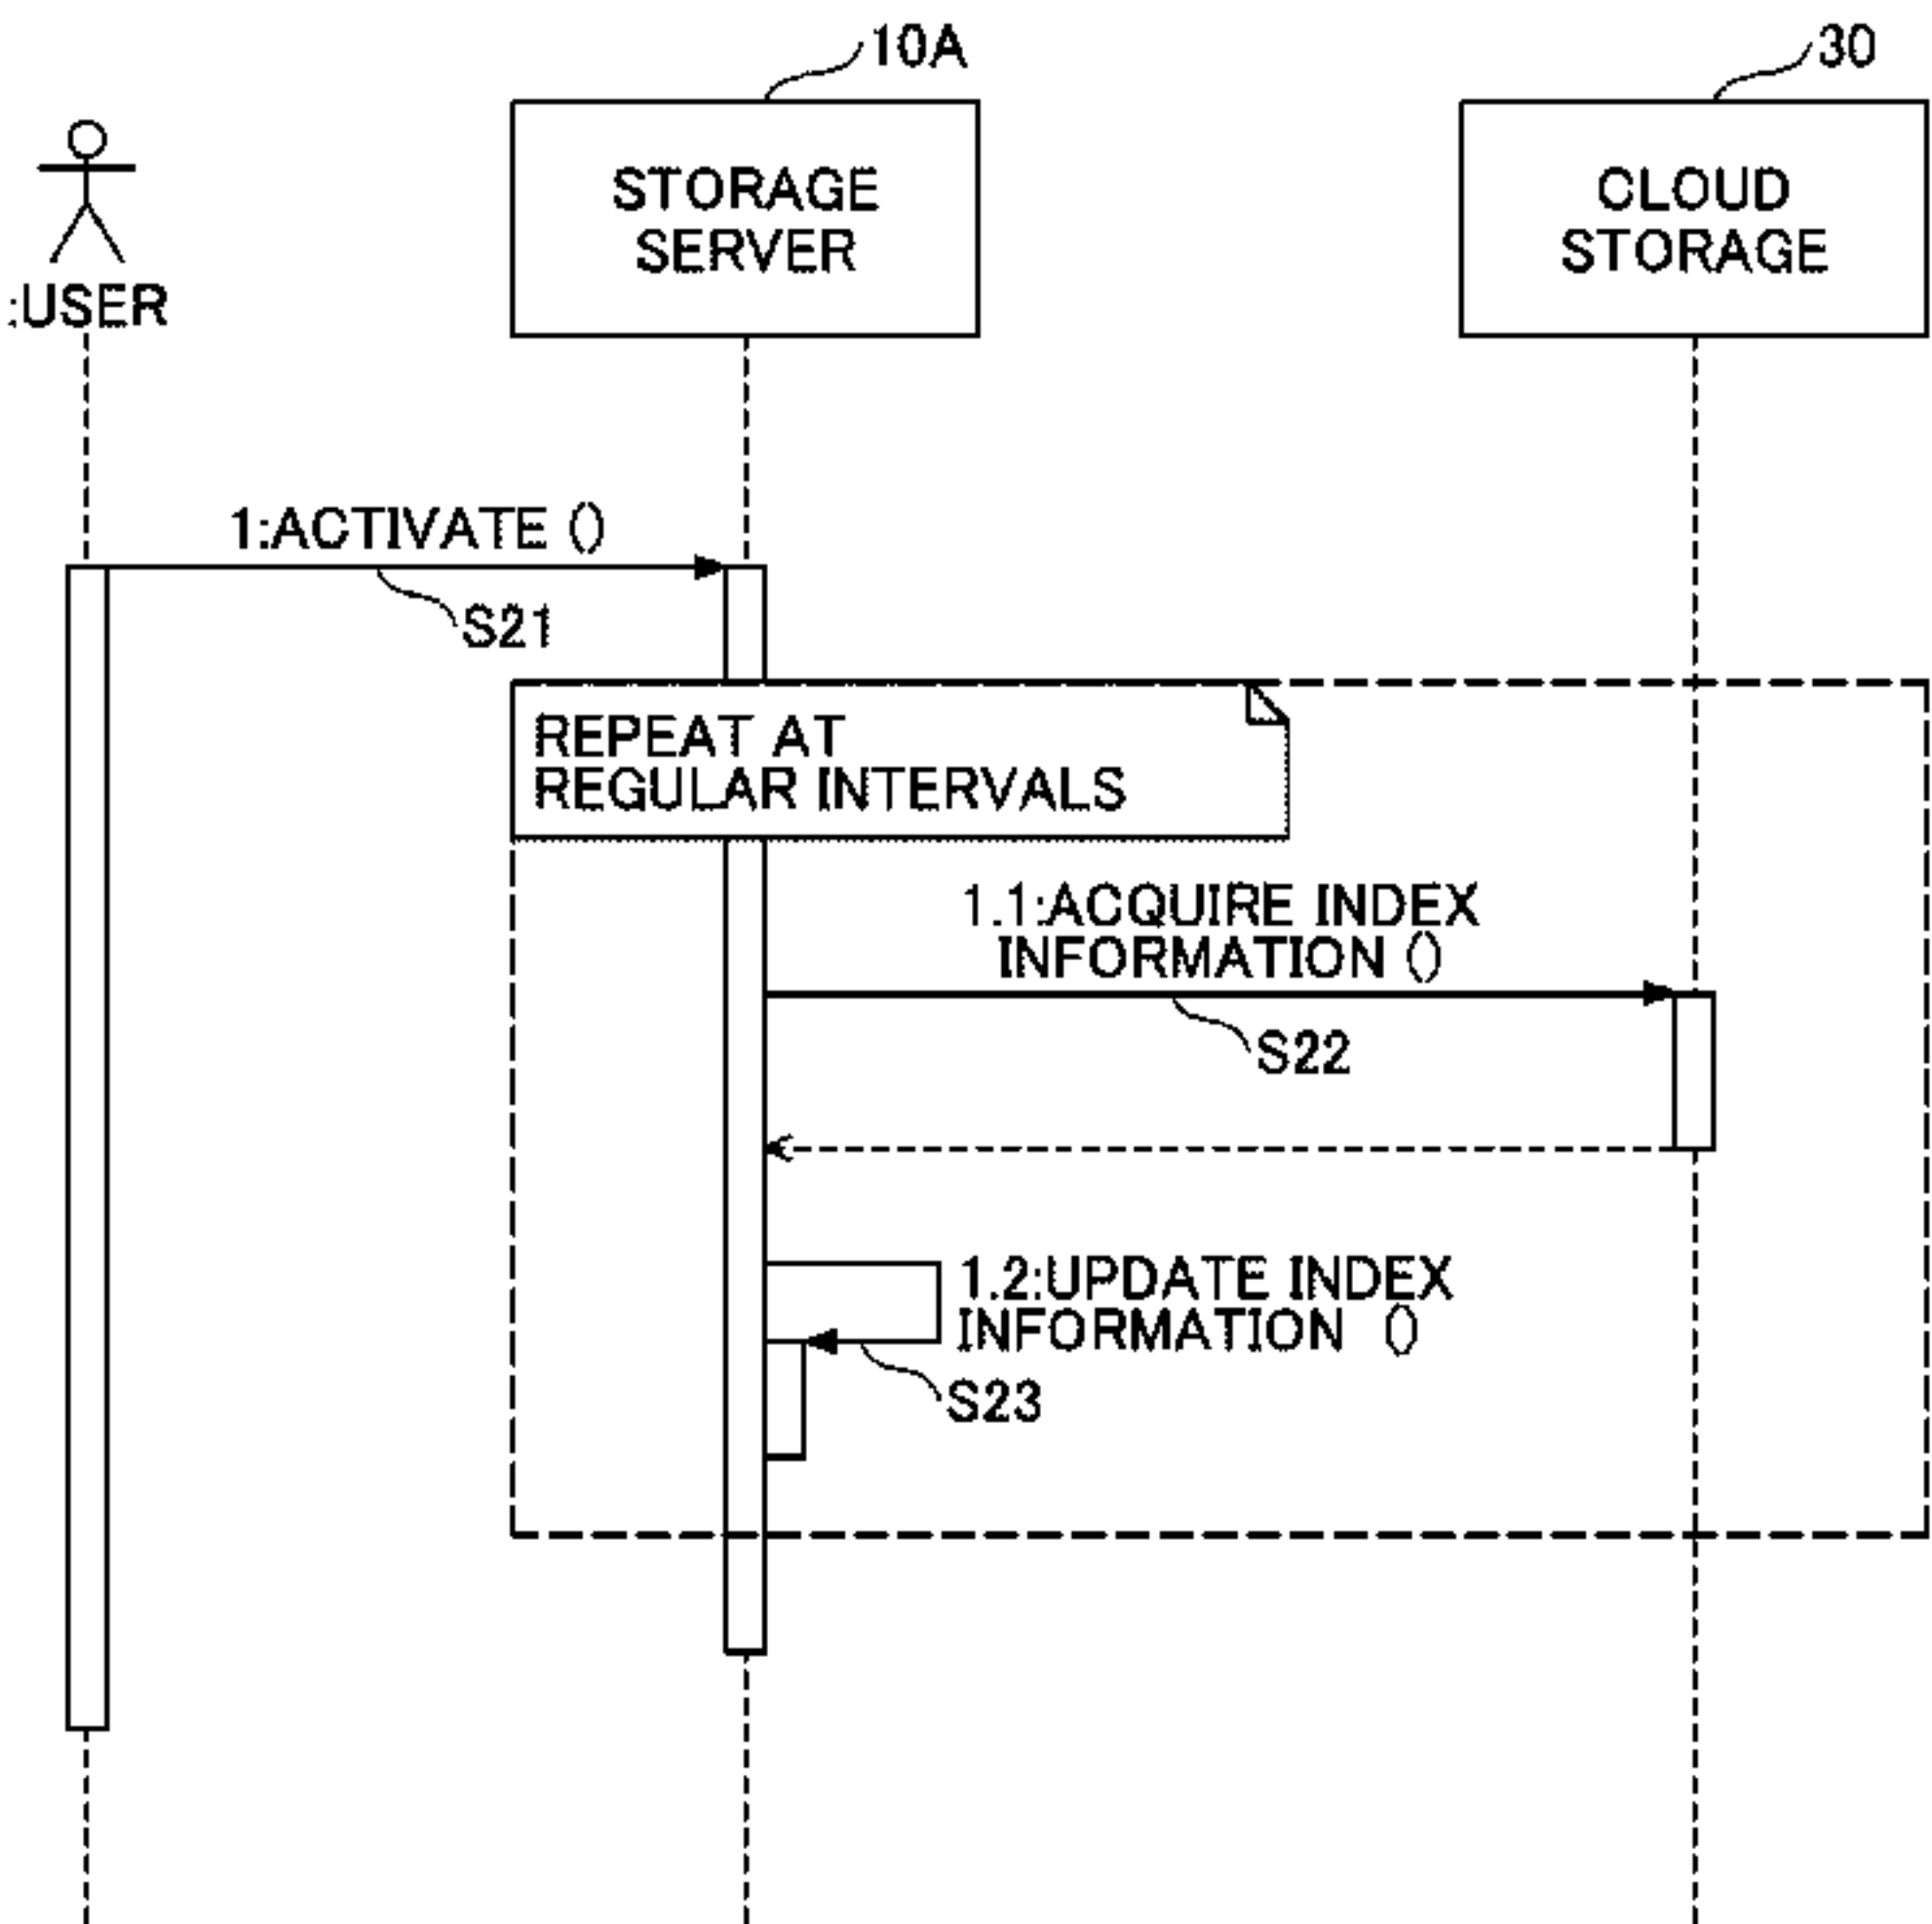 10A
30
STORAGE
SERVER
CLOUD
STORAGE
:USER
1:ACTIVATE ()
S21
REPEAT AT
REGULAR INTERVALS
1.1:ACQUIRE INDEX
INFORMATION ()
S22
1.2:UPDATE INDEX
INFORMATION ()
S23